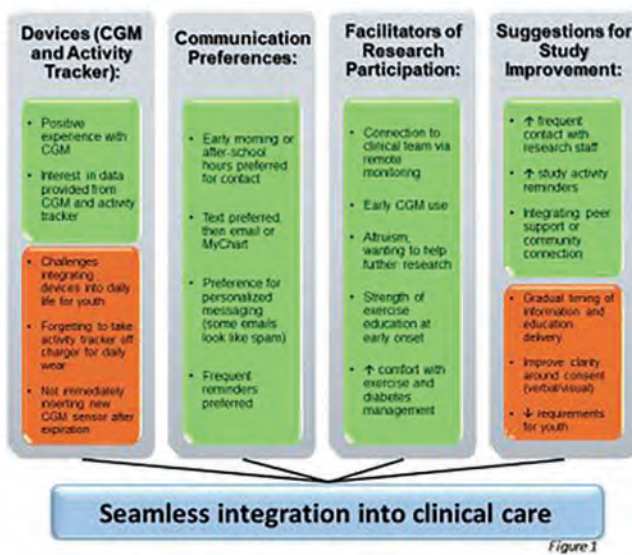 Devices (CGM
and Activity
Tracker):
• Positive
experience with
CGM
• Interest in data
provided from
CGM and activity
tracker
• Challenges
integrating
devices into daily
life for youth
• Forgetting to take
activity tracker off
charger for daily
wear
• Not immediately
inserting new
CGM sensor after
expiration
Communication
Preferences:
• Early morning or
after-school
hours preferred
for contact
• Text preferred,
then email or
MyChart
• Preference for
personalized
messaging
(some emails
look like spam)
• Frequent
reminders
preferred
Facilitators of
Research
Participation:
• Connection to
clinical team via
remote
monitoring
• Early CGM use
• Altruism,
wanting to help
further research
• Strength of
exercise
education at
early onset
• ↑ comfort with
exercise and
diabetes
management
Suggestions for
Study
Improvement:
• ↑ frequent
contact with
research staff
• ↑ study activity
reminders
• Integrating peer
support or
community
connection
• Gradual timing of
information and
education
delivery
• Improve clarity
around consent
(verbal/visual)
• ↓ requirements
for youth
Seamless integration into clinical care
Figure 1